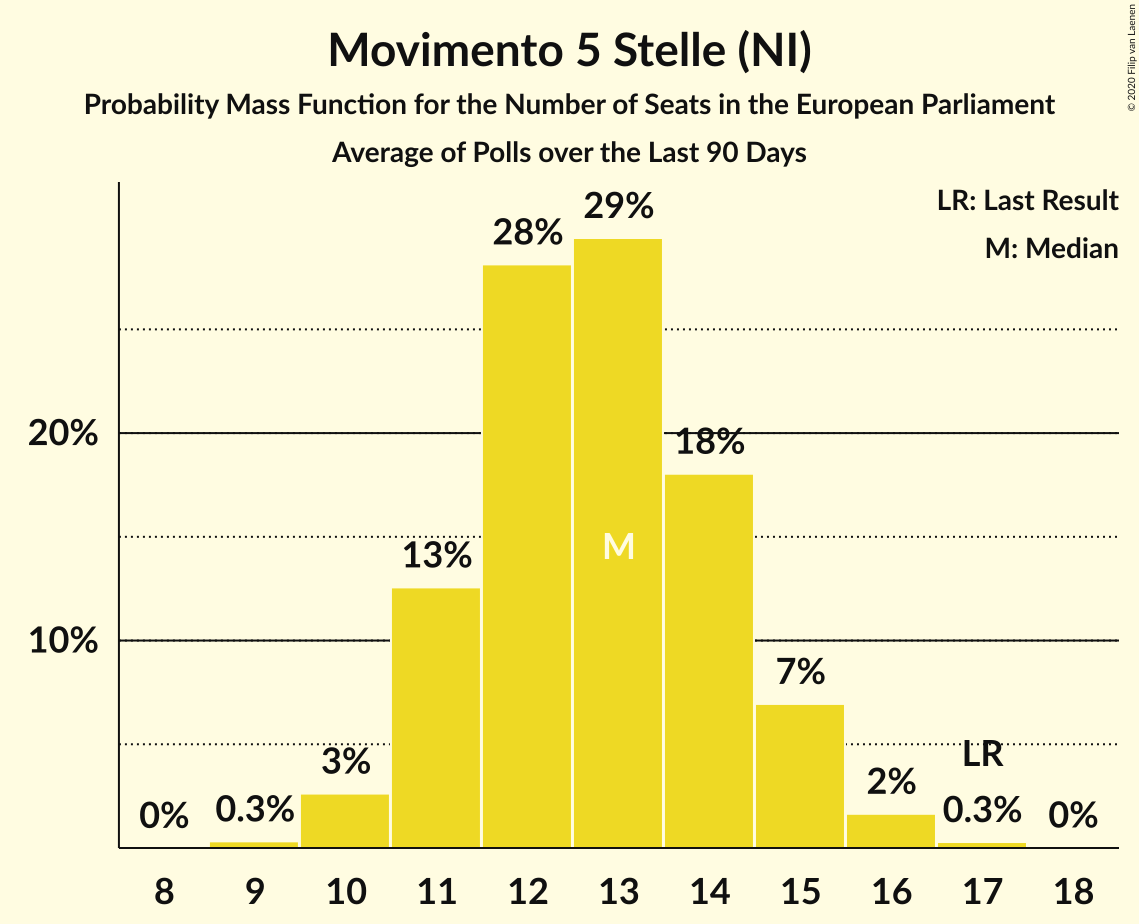 Movimento 5 Stelle (NI)
Probability Mass Function for the Number of Seats in the European Parliament
Average of Polls over the Last 90 Days
© 2020 Filip van Laenen
LR: Last Result
M: Median
29%
28%
20%
18%
M
13%
10%
7%
3%
LR
2%
0%
0.3%
0.3%
0%
8 9 10 11 12 13 14 15 16 17 18